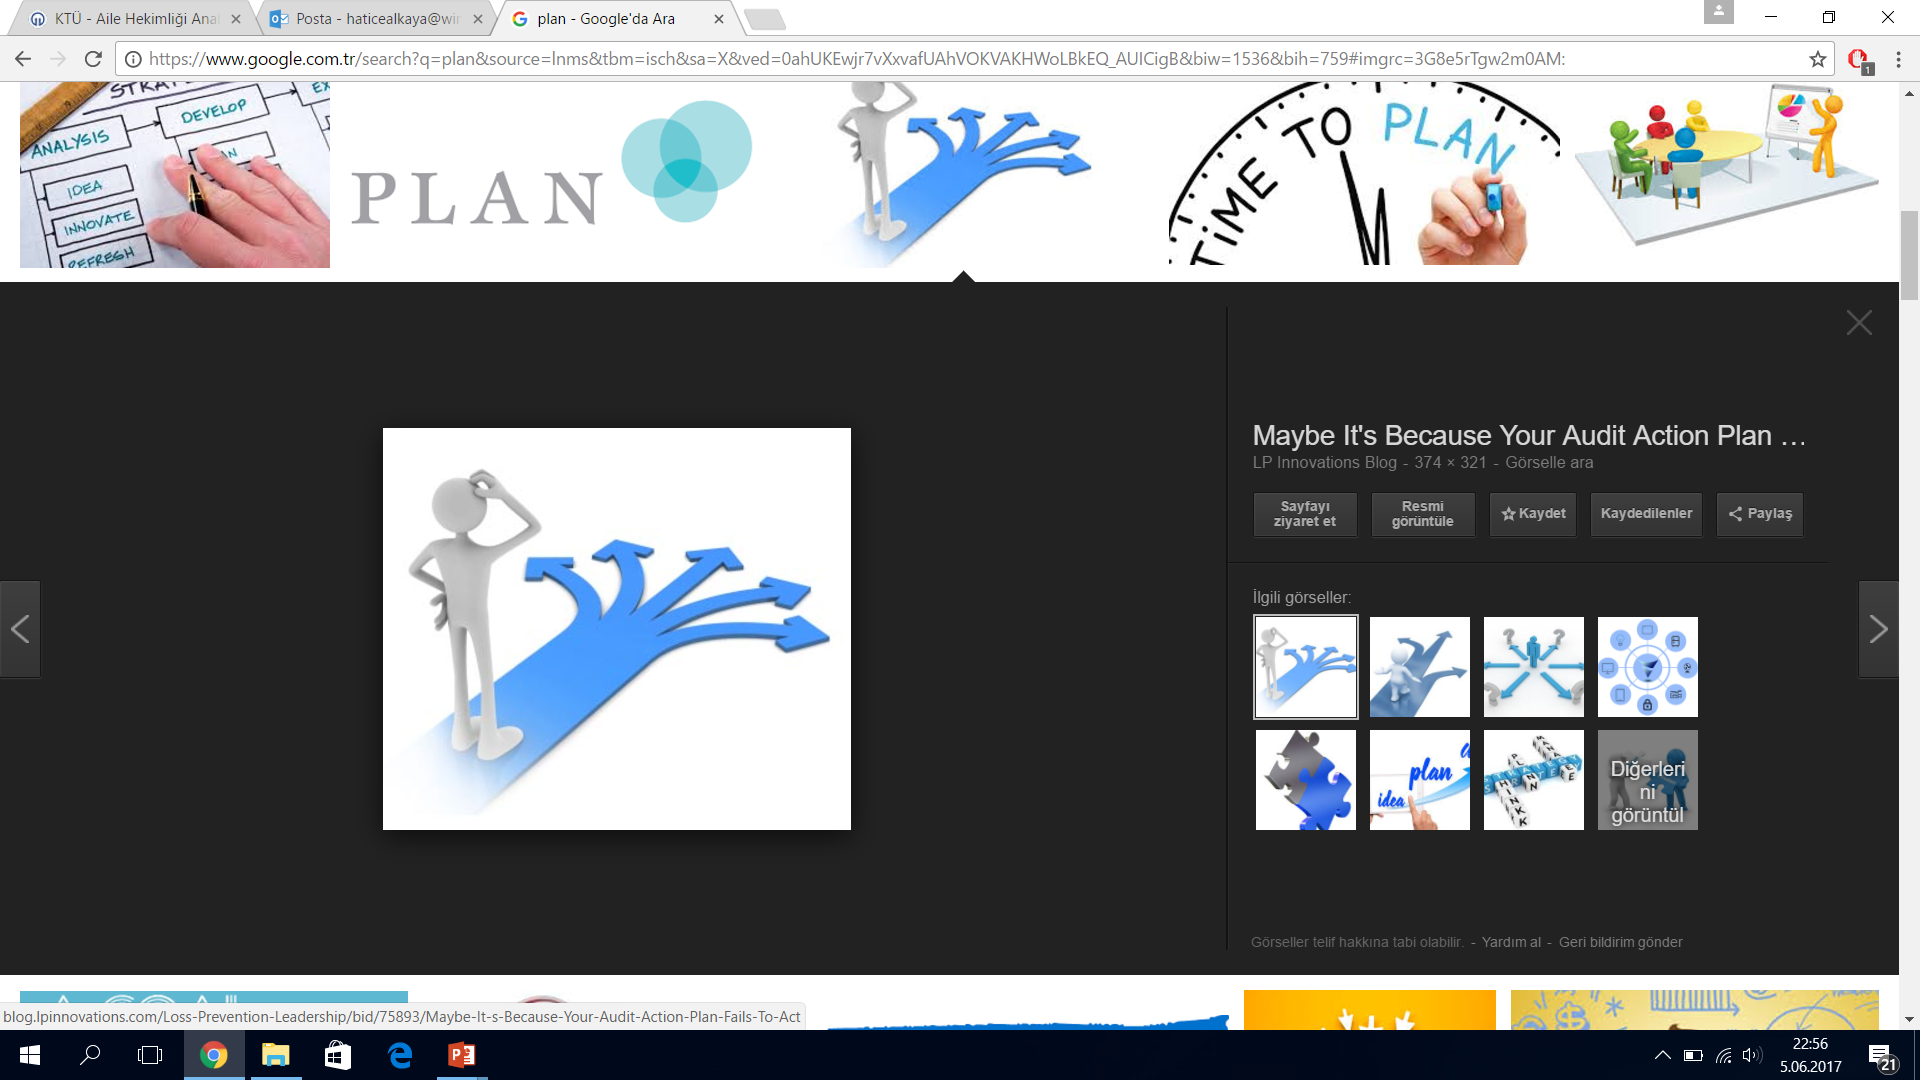 KTÜ - Aile Hekimliği Anal
Posta - haticealkaya@wir
plan - Google'da Ara
https://www.google.com.tr/search?q=plan&source=lnms&tbm=isch&sa=X&ved=0ahUKEwjr7vXxvafUAhVOKVAKHWoLBkEQ_AUICigB&biw=1536&bih=759#imgrc=3G8e5rTgw2m0AM:
1
DEVELOP
ANALYSIS
IDEA
INNOVATE
REFRESH
PLAN
TIME TO PLAN
Maybe It's Because Your Audit Action Plan ...
LP Innovations Blog - 374 × 321 - Görselle ara
Sayfayı ziyaret et
Resmi görüntüle
Kaydet
Kaydedilenler
Paylaş
İlgili görseller:
plan
idea
Diğerleri
ni
görüntül
Görseller telif hakkına tabi olabilir. - Yardım al - Geri bildirim gönder
blog.lpinnovations.com/Loss-Prevention-Leadership/bid/75893/Maybe-It-s-Because-Your-Audit-Action-Plan-Fails-To-Act
22:56
5.06.2017
21